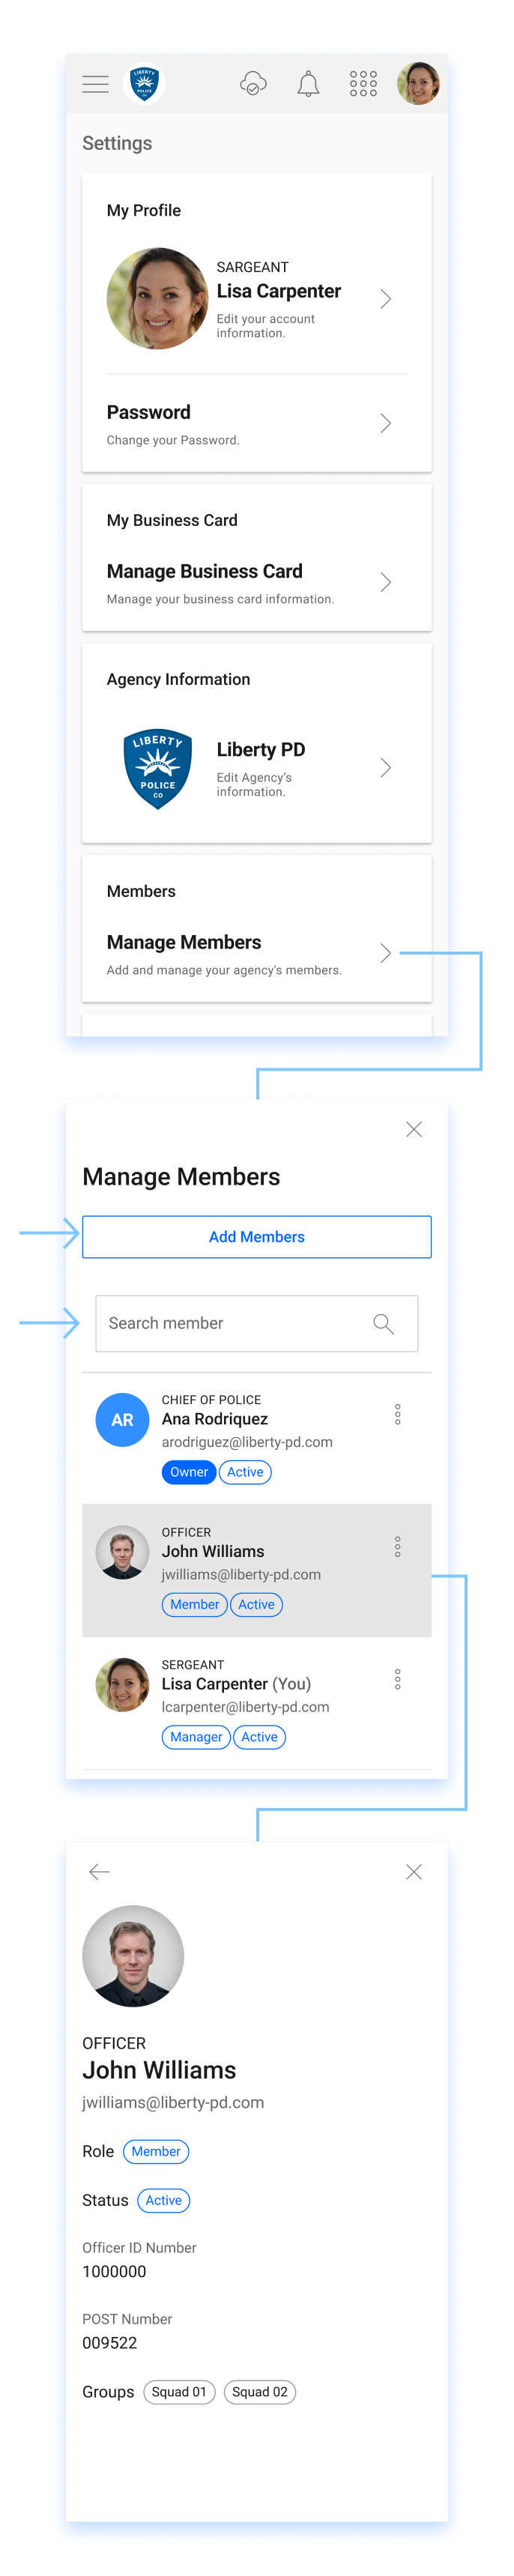 LIBERTY
POLICE
CO
Settings
My Profile
SARGEANT
Lisa Carpenter
Edit your account
information.
Password
Change your Password.
My Business Card
Manage Business Card
Manage your business card information.
Agency Information
LIBERTY
POLICE
CO
Liberty PD
Edit Agency's
information.
Members
Manage Members
Add and manage your agency's members.
Manage Members
Add Members
Search member
AR
CHIEF OF POLICE
Ana Rodriquez
arodriguez@liberty-pd.com
Owner Active
OFFICER
John Williams
jwilliams@liberty-pd.com
Member Active
SERGEANT
Lisa Carpenter (You)
lcarpenter@liberty-pd.com
Manager Active
OFFICER
John Williams
jwilliams@liberty-pd.com
Role Member
Status Active
Officer ID Number
1000000
POST Number
009522
Groups Squad 01 Squad 02